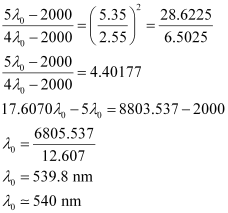 (5λ₀ − 2000)/(4λ₀ − 2000) = (5.35/2.55)² = 28.6225/6.5025
(5λ₀ − 2000)/(4λ₀ − 2000) = 4.40177
17.6070λ₀ − 5λ₀ = 8803.537 − 2000
λ₀ = 6805.537/12.607
λ₀ = 539.8 nm
λ₀ ≃ 540 nm